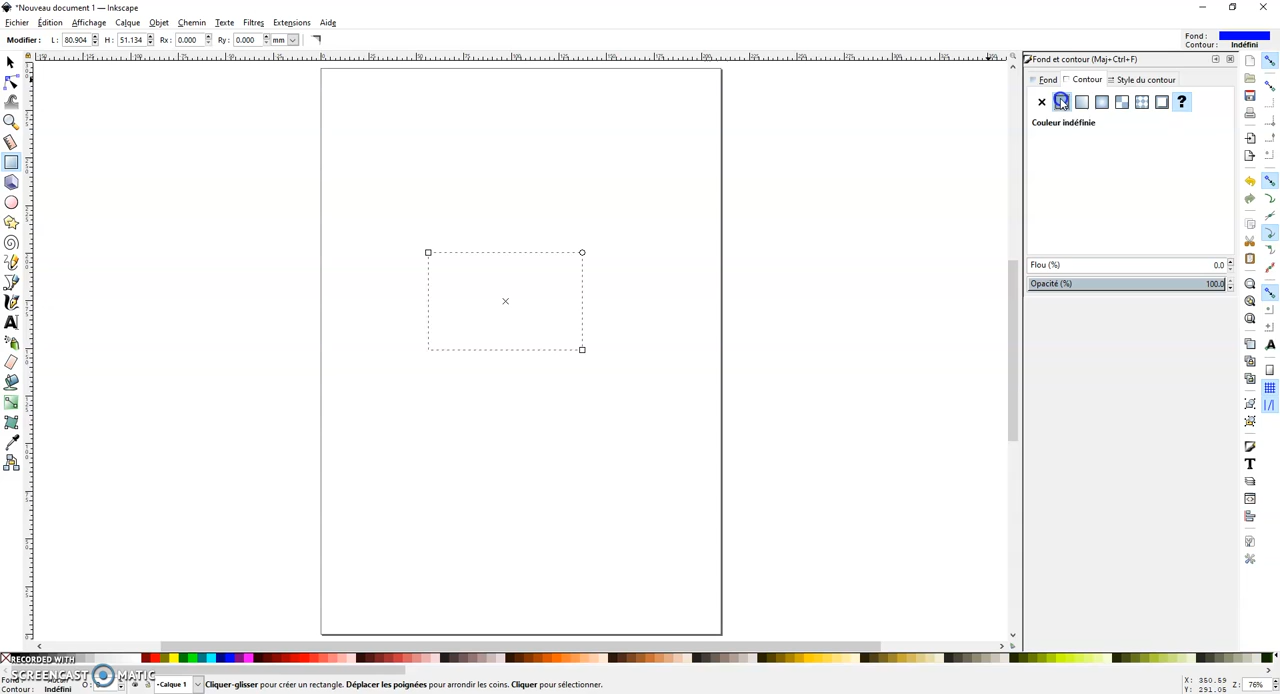 *Nouveau document 1 — Inkscape
Fichier Édition Affichage Calque Objet Chemin Texte Filtres Extensions Aide
Modifier : L: 80.904 H: 51.134 Rx: 0.000 Ry: 0.000 mm
Fond :
Contour : Indéfini
Fond et contour (Maj+Ctrl+F)
Fond Contour Style du contour
Couleur indéfinie
Flou (%) 0.0
Opacité (%) 100.0
RECORDED WITH
SCREENCAST MATIC
Contour : Indéfini O: 0 •Calque 1 Cliquer-glisser pour créer un rectangle. Déplacer les poignées pour arrondir les coins. Cliquer pour sélectionner.
X: 350.59
Y: 291.05 Z: 76%